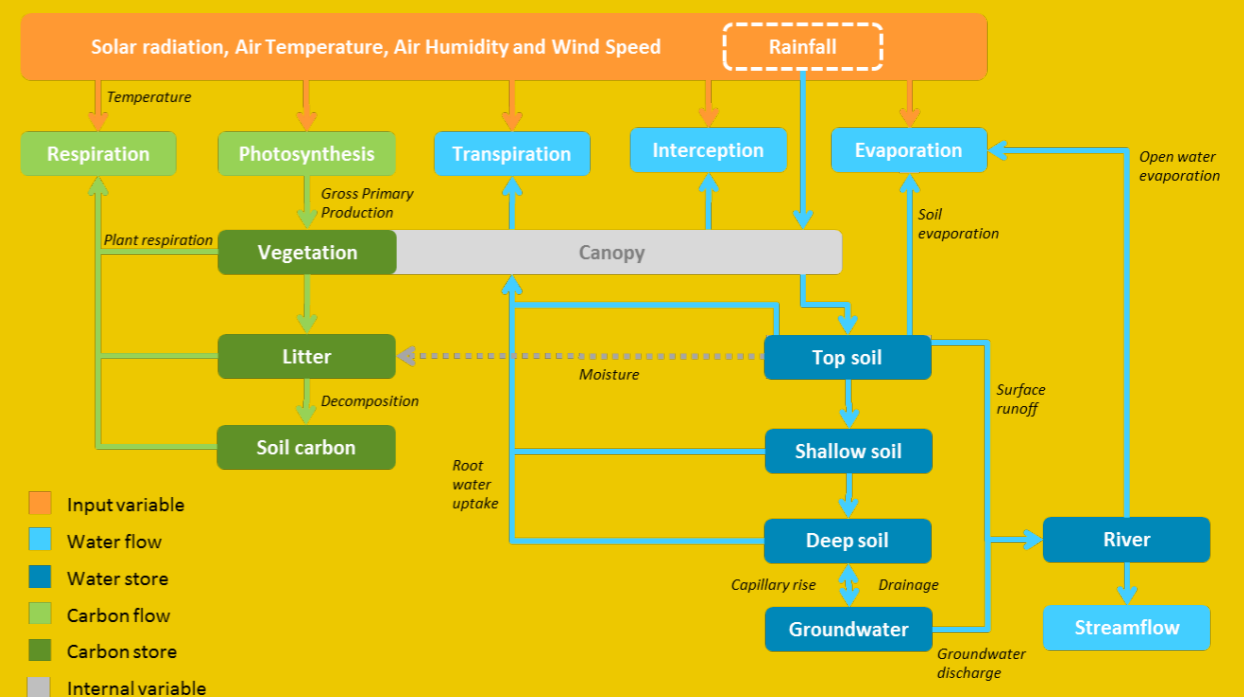 Solar radiation, Air Temperature, Air Humidity and Wind Speed
Rainfall
Temperature
Respiration
Photosynthesis
Transpiration
Interception
Evaporation
Open water
evaporation
Gross Primary
Production
Soil
evaporation
Plant respiration
Vegetation
Canopy
Litter
Top soil
Moisture
Decomposition
Surface
runoff
Soil carbon
Shallow soil
Root
water
uptake
Input variable
Water flow
Water store
Carbon flow
Carbon store
Internal variable
Deep soil
River
Capillary rise
Drainage
Groundwater
Streamflow
Groundwater
discharge